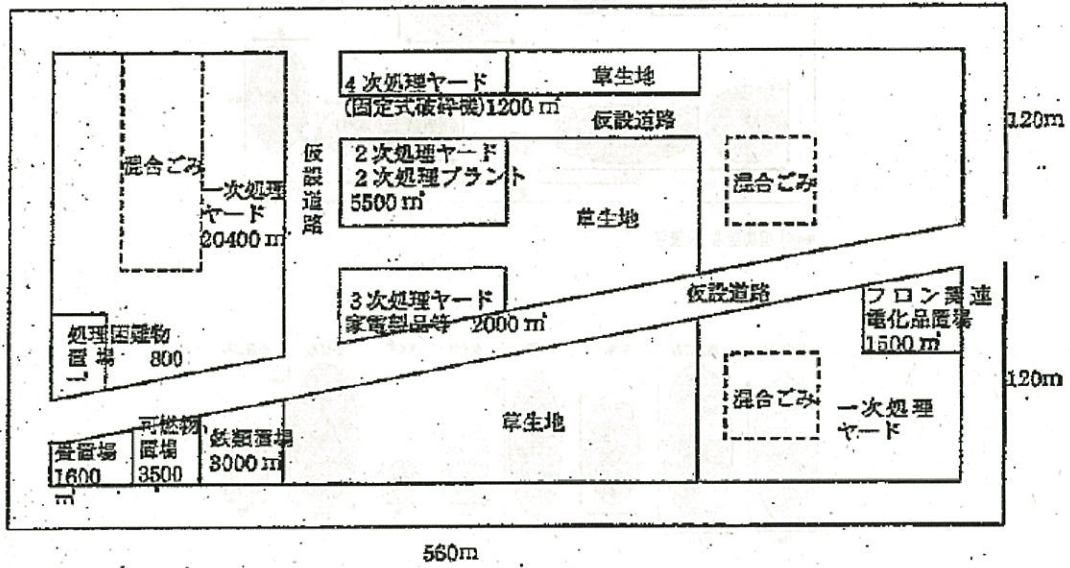 4次処理ヤード
(固定式破砕機)1200㎡
草生地
仮設道路
120m
混合ごみ
一次処理
ヤード
20400㎡
仮設道路
2次処理ヤード
2次処理プラント
5500㎡
草生地
混合ごみ
3次処理ヤード
家電製品等 2000㎡
仮設道路
フロン関連
電化品置場
1500㎡
処理困難物
置場 800
㎡
120m
混合ごみ
一次処理
ヤード
草生地
畳置場
1600
㎡
可燃物
置場
3500
鉄類置場
3000㎡
560m